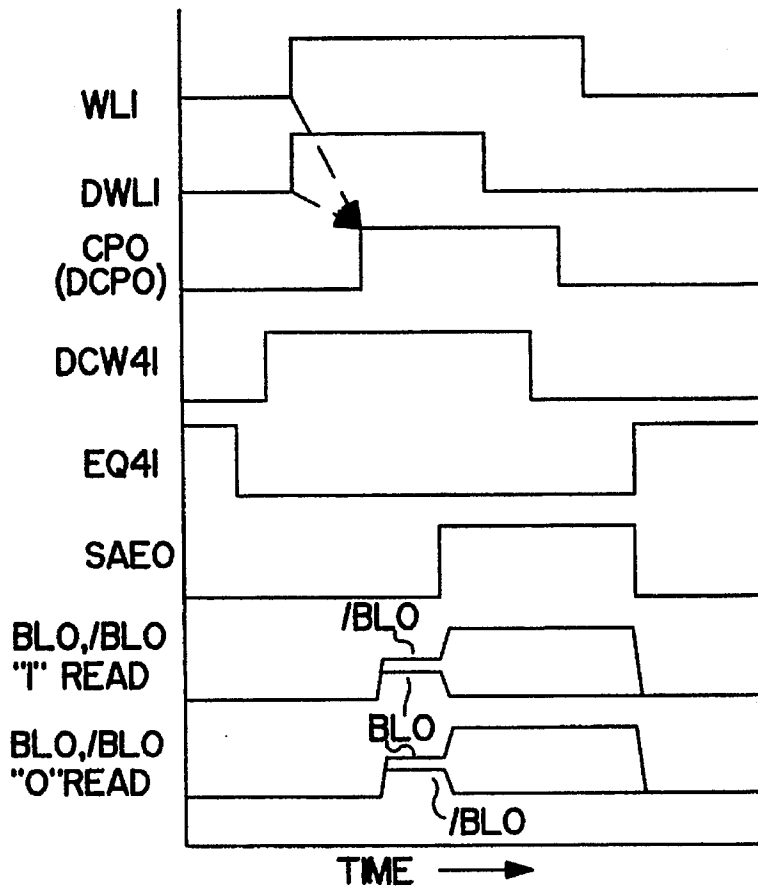 WLI
DWLI
CPO
(DCPO)
DCW4I
EQ4I
SAEO
/BLO
BLO,/BLO
"I" READ
BLO
BLO,/BLO
"O"READ
/BLO
TIME